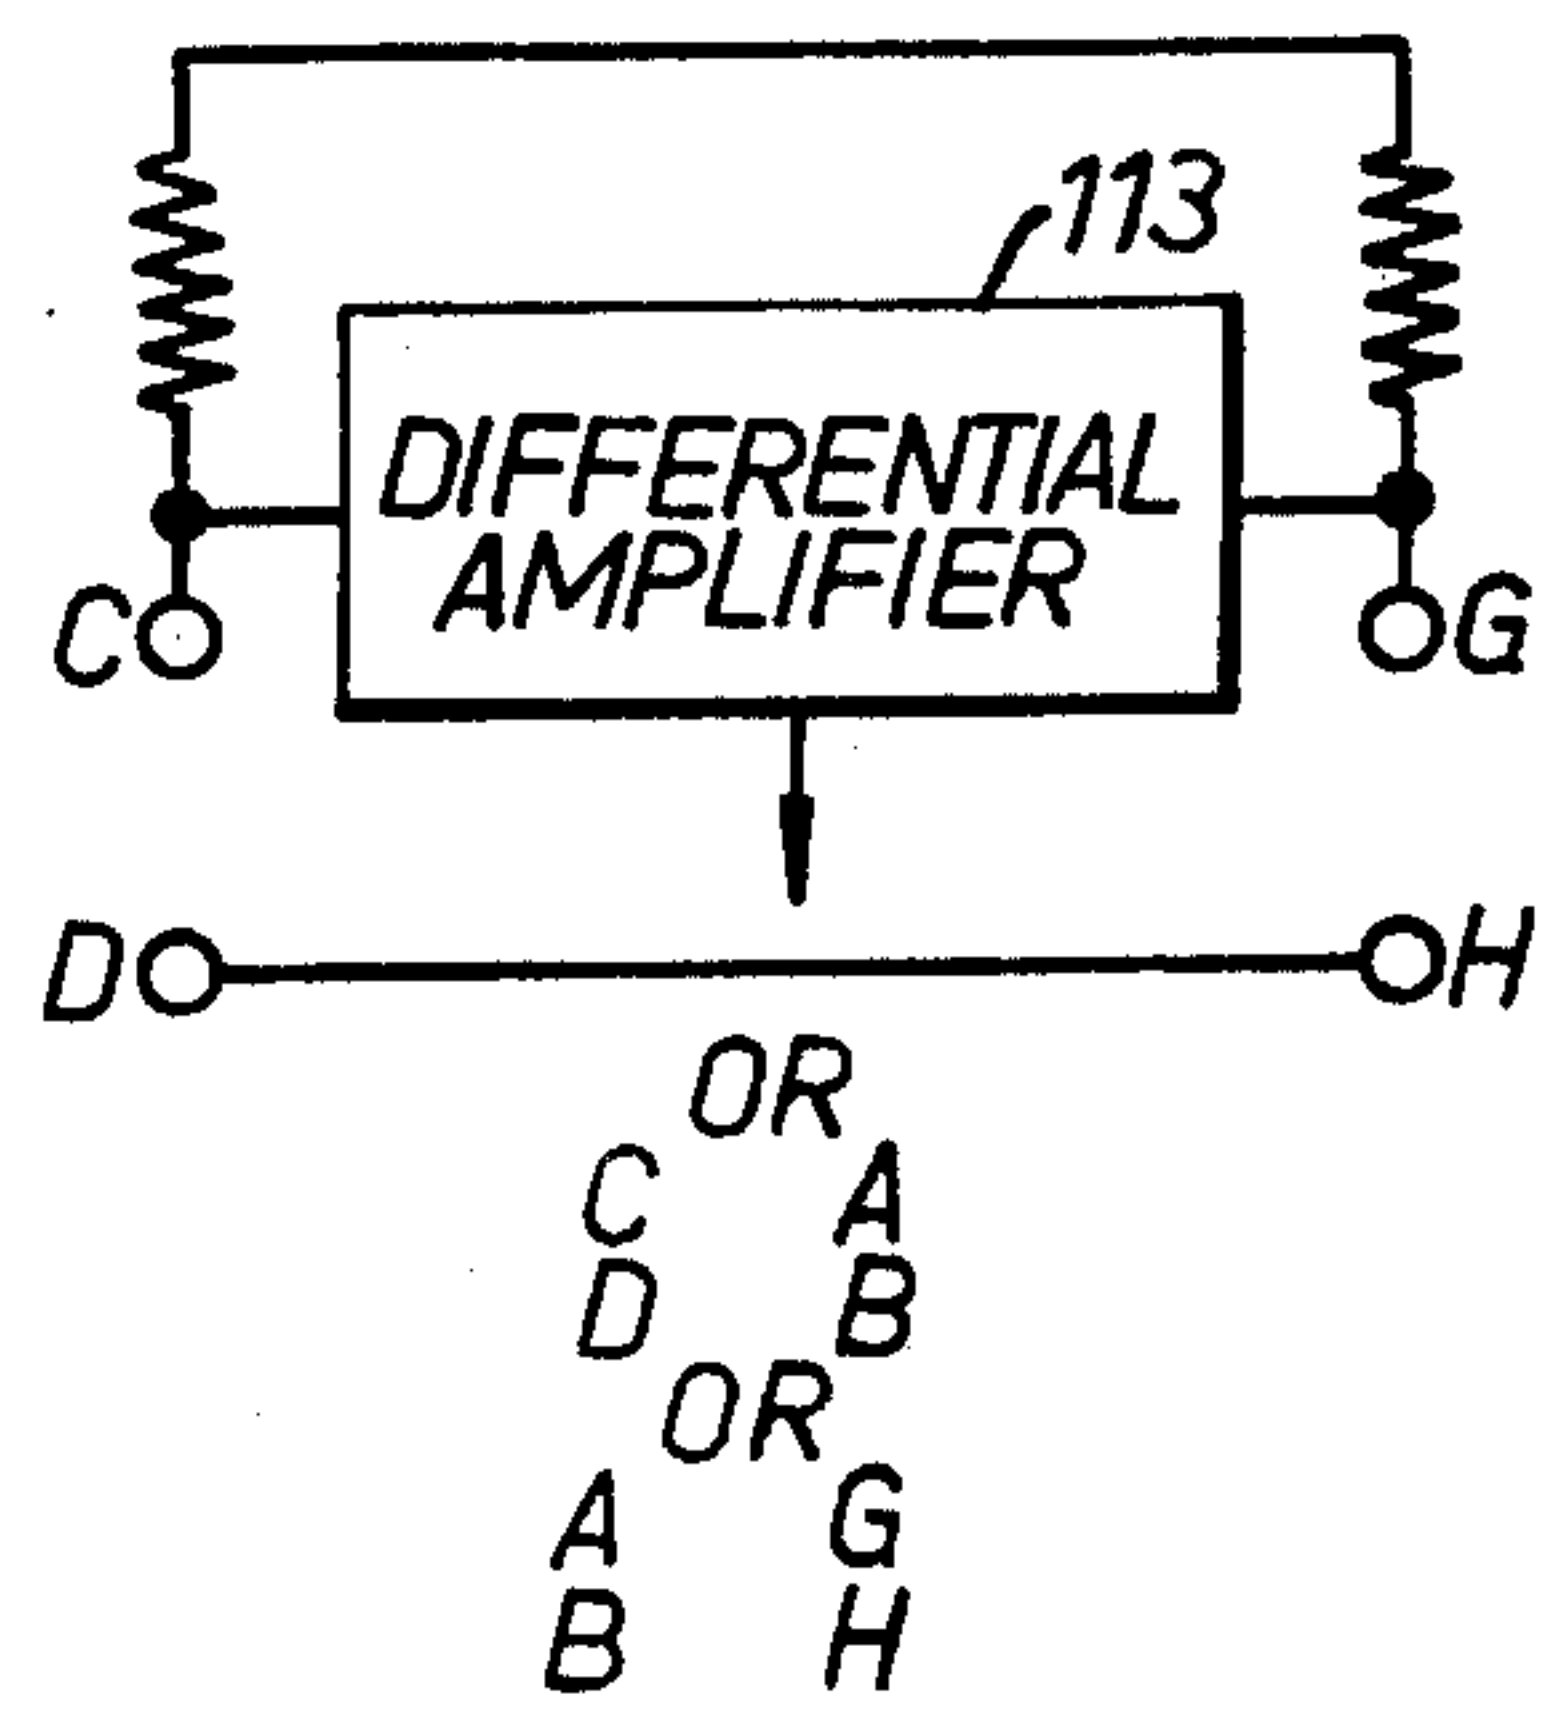 113
DIFFERENTIAL
AMPLIFIER
C G
D H
OR
C A
D B
OR
A G
B H